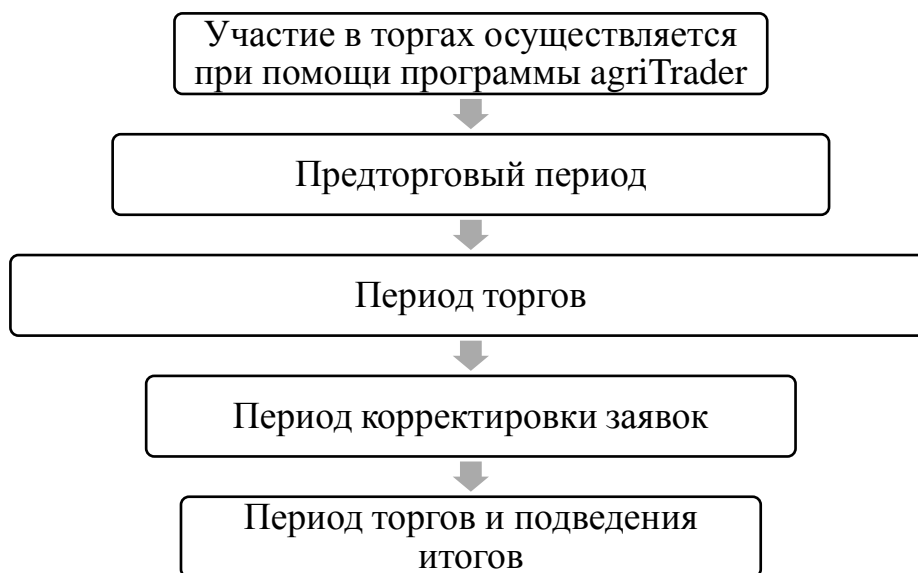 Участие в торгах осуществляется
при помощи программы agriTrader
Предторговый период
Период торгов
Период корректировки заявок
Период торгов и подведения
итогов